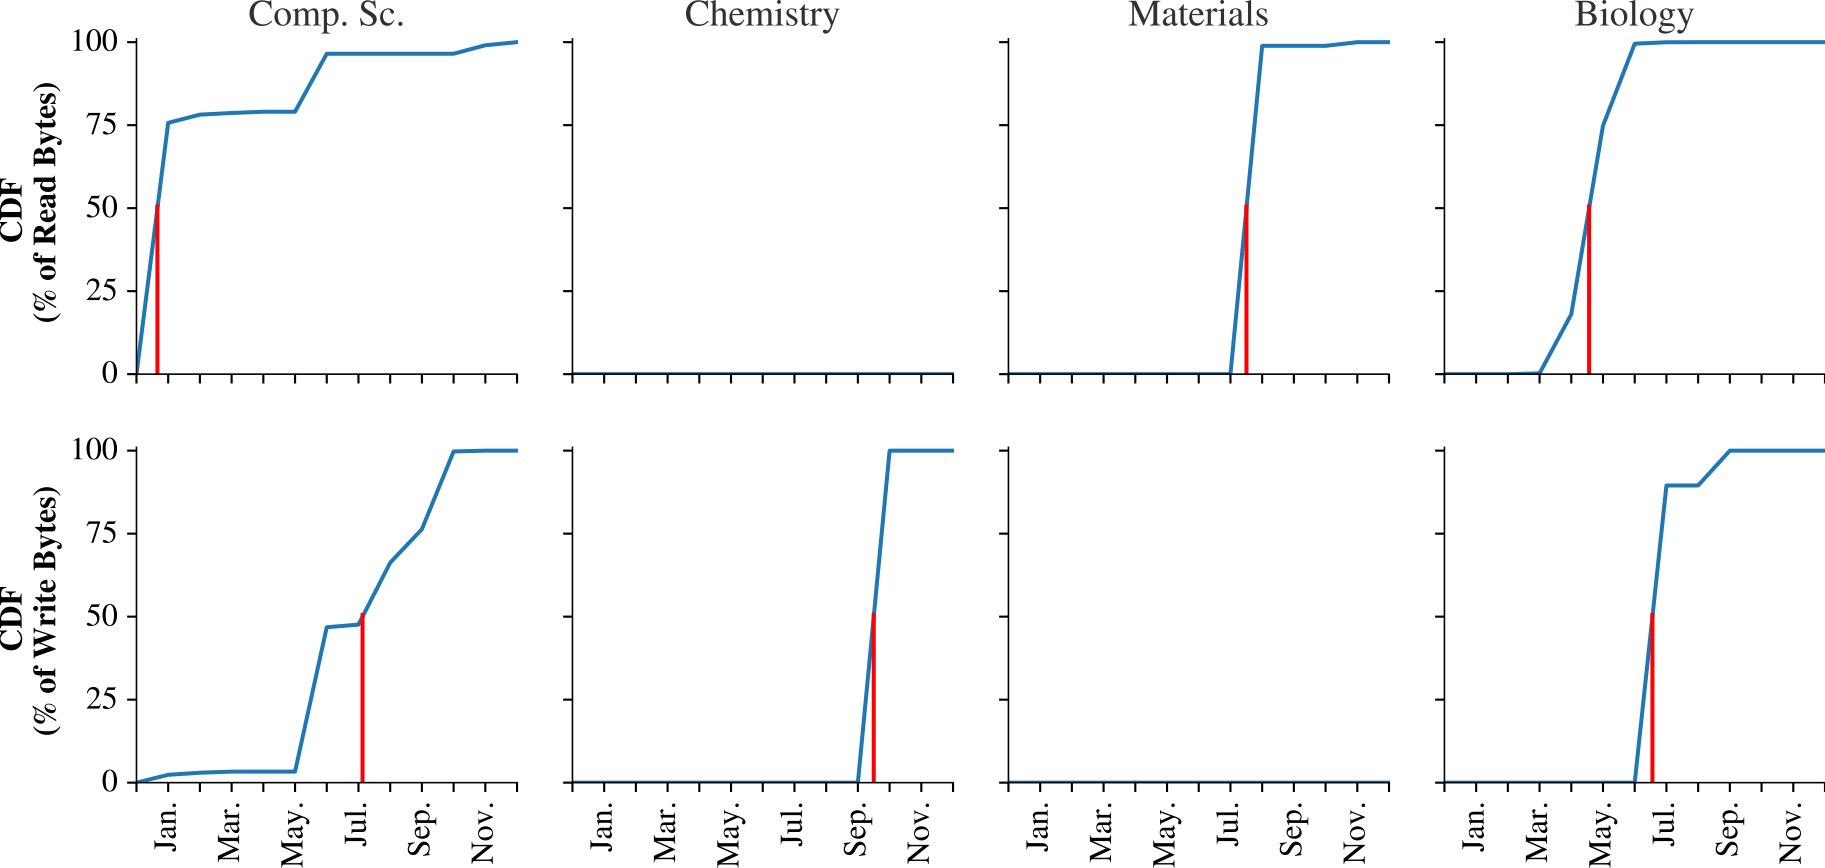 Comp. Sc. Chemistry Materials Biology
CDF
(% of Read Bytes)
100
75
50
25
0
CDF
(% of Write Bytes)
100
75
50
25
0
Jan. Mar. May. Jul. Sep. Nov. Jan. Mar. May. Jul. Sep. Nov. Jan. Mar. May. Jul. Sep. Nov. Jan. Mar. May. Jul. Sep. Nov.